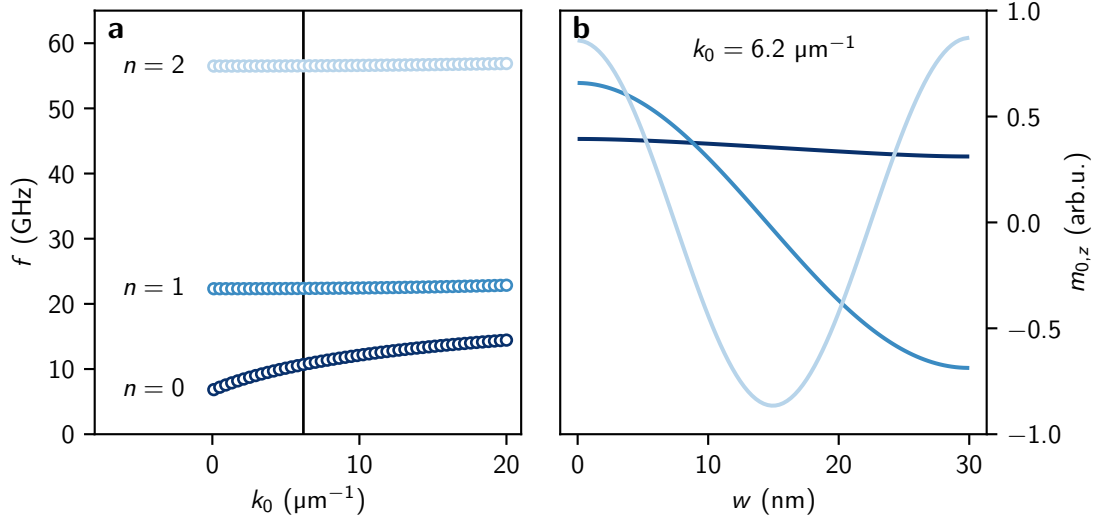 a
60
50
40
30
20
10
0
f (GHz)
n = 2
n = 1
n = 0
0
10
20
k₀ (μm⁻¹)
b
k₀ = 6.2 μm⁻¹
1.0
0.5
0.0
−0.5
−1.0
m₀,z (arb.u.)
0
10
20
30
w (nm)